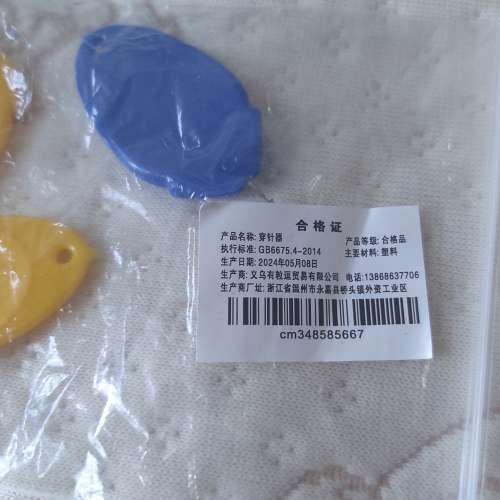 合格证
产品名称: 穿针器 产品等级: 合格品
执行标准: GB6675.4-2014 主要材料: 塑料
生产日期: 2024年05月08日
生产商: 义乌有乾逗贸易有限公司 电话:13868637706
生产商厂址: 浙江省温州市永嘉县桥头镇外资工业区
cm348585667